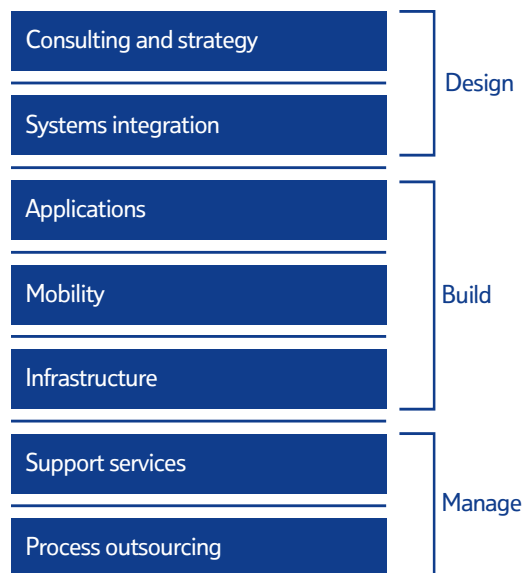 Consulting and strategy
Design
Systems integration
Applications
Mobility
Build
Infrastructure
Support services
Manage
Process outsourcing